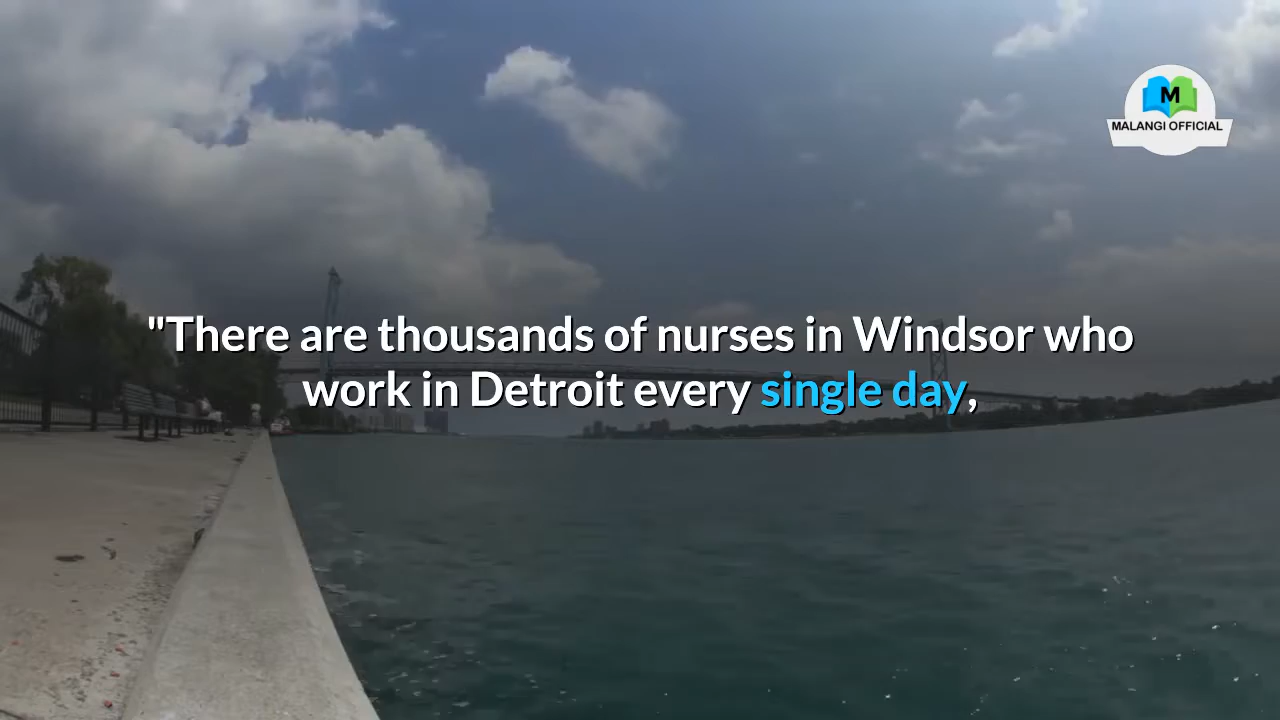 M
MALANGI OFFICIAL
"There are thousands of nurses in Windsor who
work in Detroit every single day,